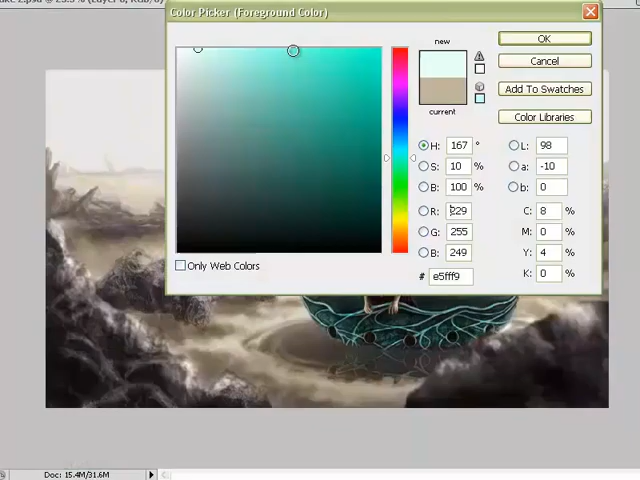 Color Picker (Foreground Color)
new
current
OK
Cancel
Add To Swatches
Color Libraries
H: 167 °
S: 10 %
B: 100 %
R: 229
G: 255
B: 249
# e5fff9
L: 98
a: -10
b: 0
C: 8 %
M: 0 %
Y: 4 %
K: 0 %
Only Web Colors
Doc: 15.4M/31.6M